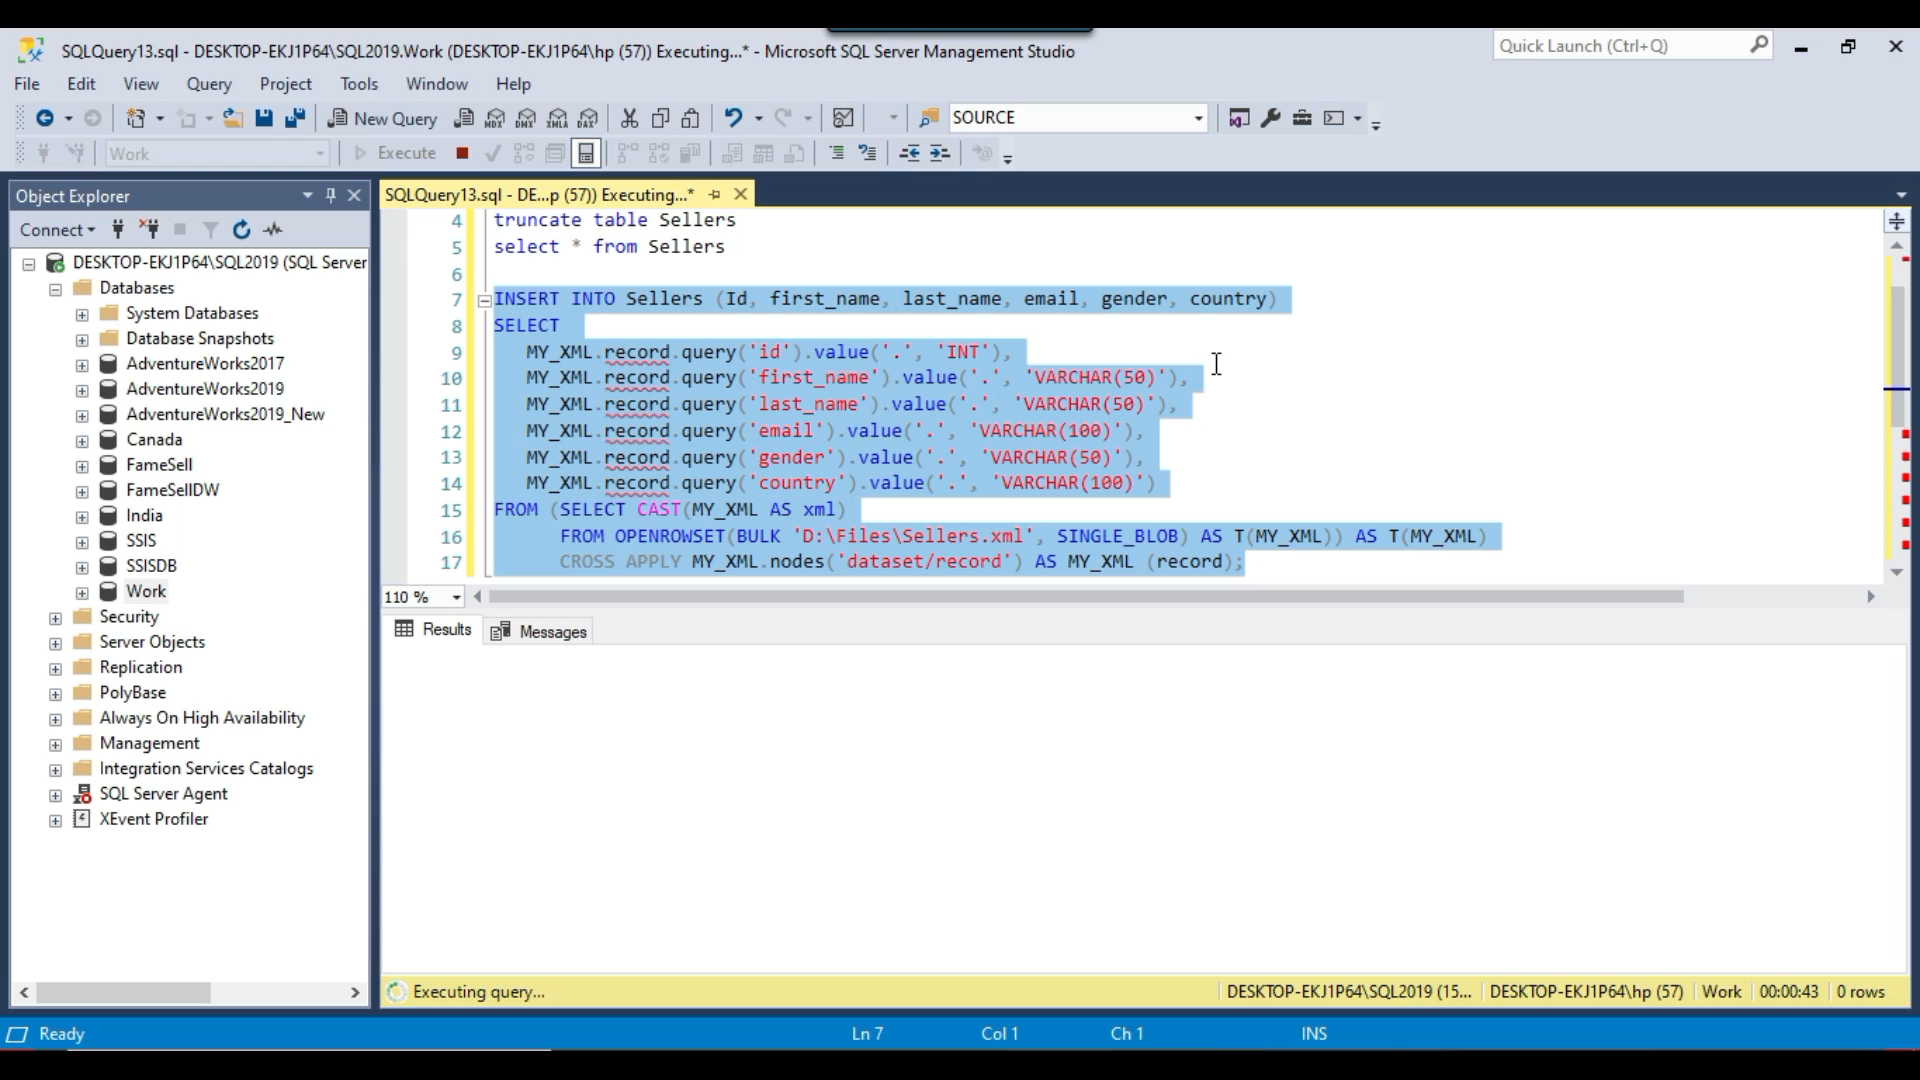 SQLQuery13.sql - DESKTOP-EKJ1P64\SQL2019.Work (DESKTOP-EKJ1P64\hp (57)) Executing...* - Microsoft SQL Server Management Studio
Quick Launch (Ctrl+Q)
File Edit View Query Project Tools Window Help
New Query MDX DMX XMLA DAX SOURCE
Work Execute
Object Explorer
SQLQuery13.sql - DE...p (57)) Executing...*
Connect
DESKTOP-EKJ1P64\SQL2019 (SQL Server
Databases
System Databases
Database Snapshots
AdventureWorks2017
AdventureWorks2019
AdventureWorks2019_New
Canada
FameSell
FameSellDW
India
SSIS
SSISDB
Work
Security
Server Objects
Replication
PolyBase
Always On High Availability
Management
Integration Services Catalogs
SQL Server Agent
XEvent Profiler
4 truncate table Sellers
5 select * from Sellers
6
7 INSERT INTO Sellers (Id, first_name, last_name, email, gender, country)
8 SELECT
9 MY_XML.record.query('id').value('.', 'INT'),
10 MY_XML.record.query('first_name').value('.', 'VARCHAR(50)'),
11 MY_XML.record.query('last_name').value('.', 'VARCHAR(50)'),
12 MY_XML.record.query('email').value('.', 'VARCHAR(100)'),
13 MY_XML.record.query('gender').value('.', 'VARCHAR(50)'),
14 MY_XML.record.query('country').value('.', 'VARCHAR(100)')
15 FROM (SELECT CAST(MY_XML AS xml)
16 FROM OPENROWSET(BULK 'D:\Files\Sellers.xml', SINGLE_BLOB) AS T(MY_XML)) AS T(MY_XML)
17 CROSS APPLY MY_XML.nodes('dataset/record') AS MY_XML (record);
110 %
Results Messages
Executing query... DESKTOP-EKJ1P64\SQL2019 (15... DESKTOP-EKJ1P64\hp (57) Work 00:00:43 0 rows
Ready Ln 7 Col 1 Ch 1 INS